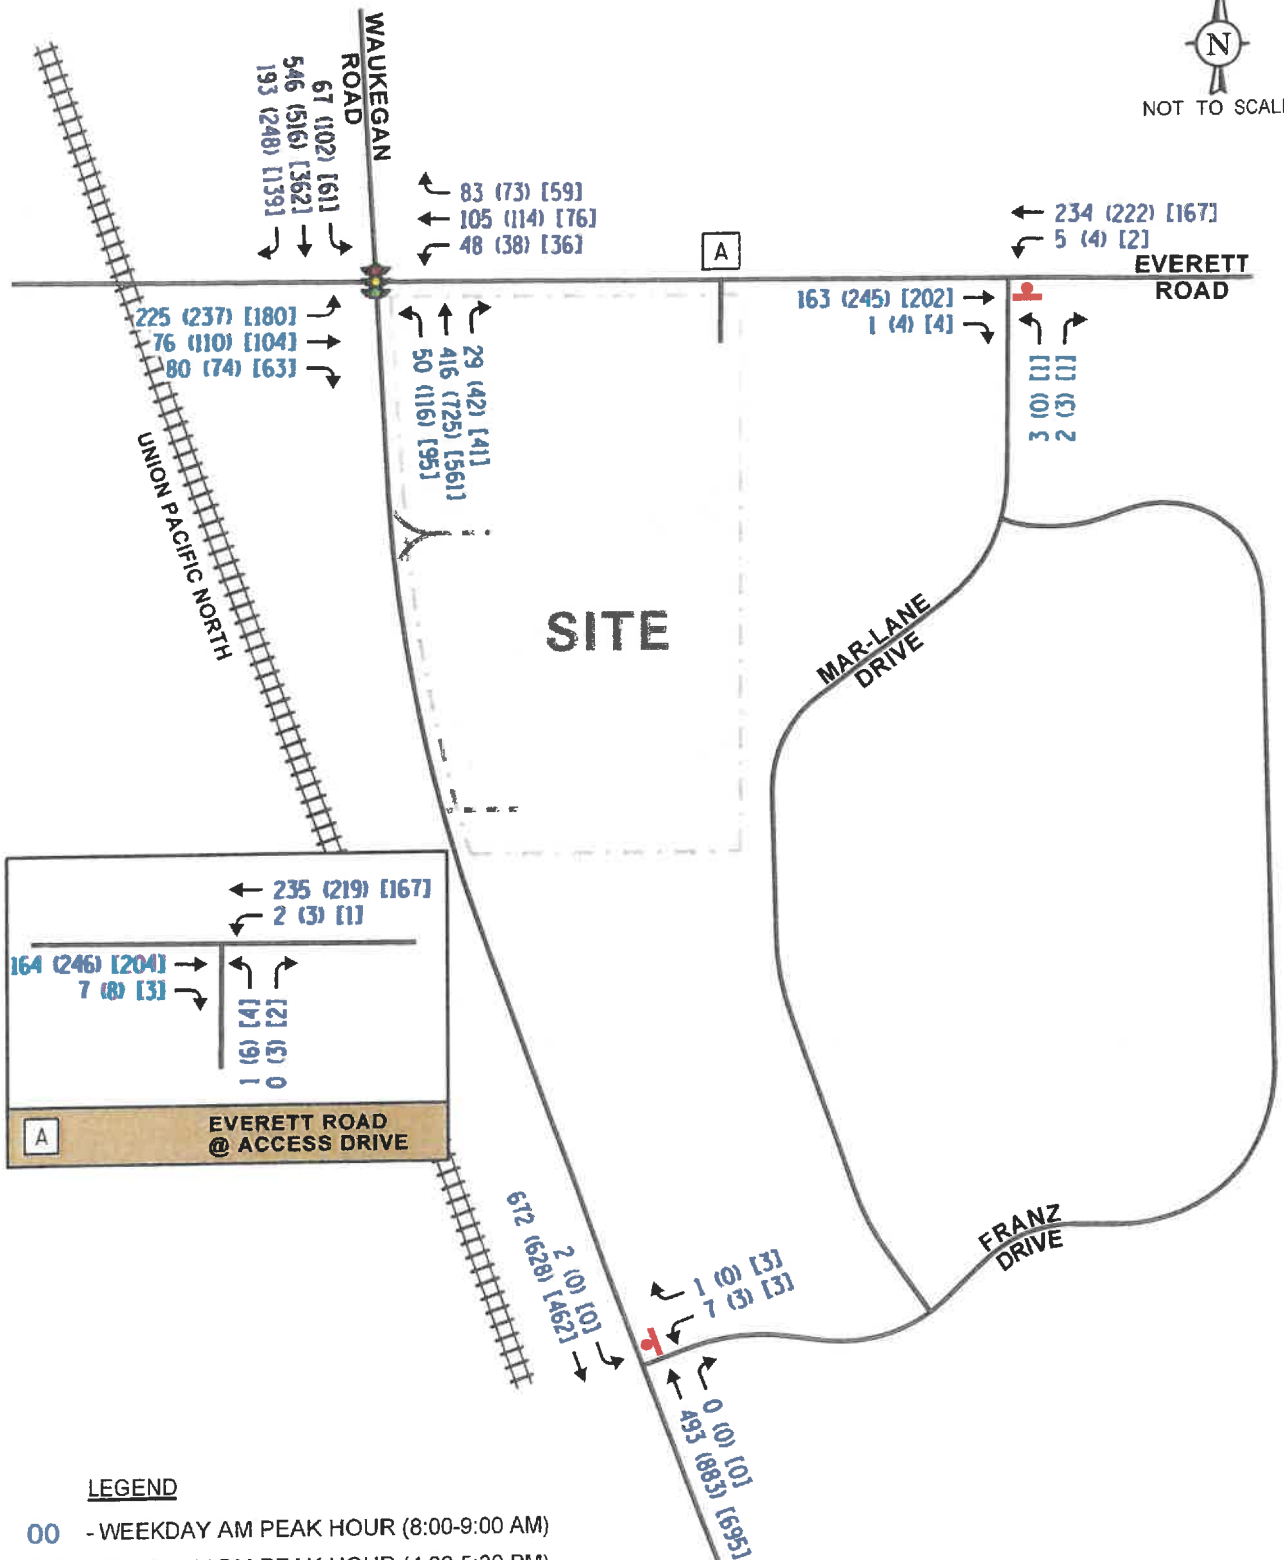 WAUKEGAN
ROAD
N
NOT TO SCALE
67 (102) [61]
546 (516) [362]
193 (248) [139]
83 (73) [59]
105 (114) [76]
48 (38) [36]
A
234 (222) [167]
5 (4) [2]
EVERETT
ROAD
225 (237) [180]
76 (110) [104]
80 (74) [63]
163 (245) [202]
1 (4) [4]
29 (42) [41]
416 (725) [561]
50 (116) [95]
3 (0) [1]
2 (3) [1]
UNION PACIFIC NORTH
SITE
MAR-LANE
DRIVE
235 (219) [167]
2 (3) [1]
164 (246) [204]
7 (8) [3]
1 (6) [4]
0 (3) [2]
A
EVERETT ROAD
@ ACCESS DRIVE
FRANZ
DRIVE
2 (0) [0]
672 (628) [462]
1 (0) [3]
7 (3) [3]
0 (0) [0]
493 (883) [695]
LEGEND
00 - WEEKDAY AM PEAK HOUR (8:00-9:00 AM)